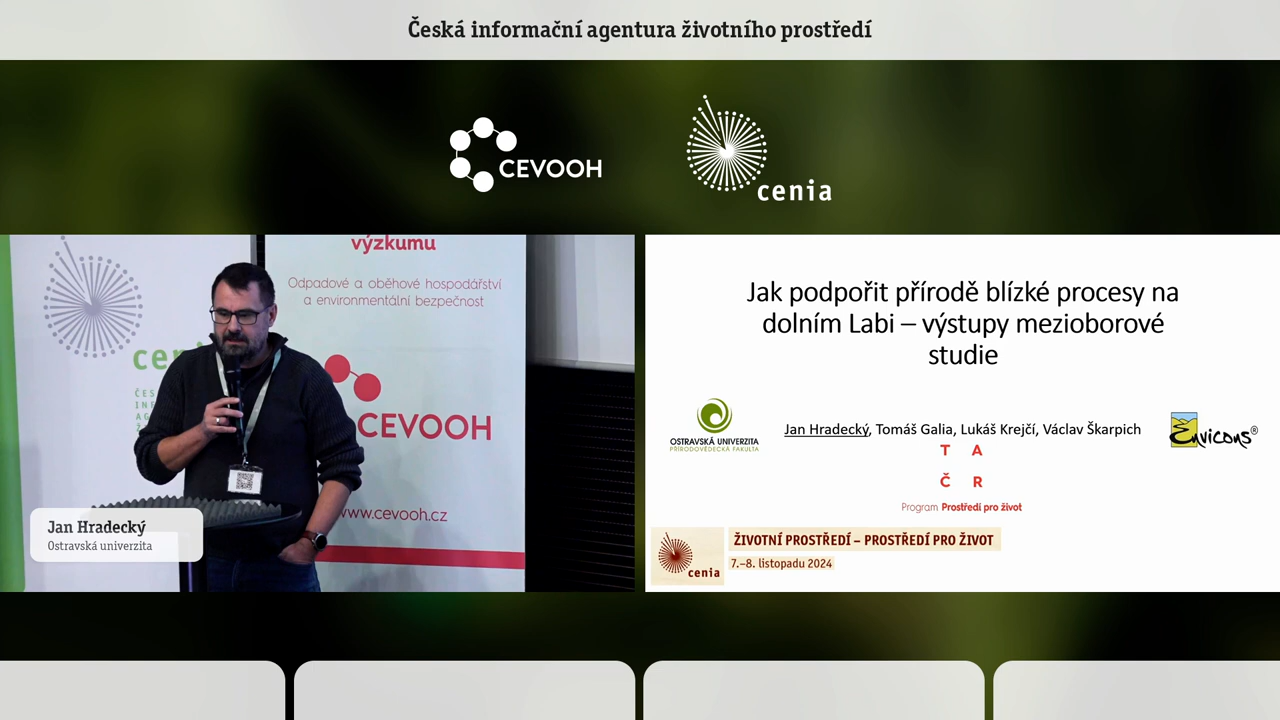 Česká informační agentura životního prostředí
CEVOOH
cenia
výzkumu
Odpadové a oběhové hospodářství
a environmentální bezpečnost
CEVOOH
www.cevooh.cz
Jan Hradecký
Ostravská univerzita
Jak podpořit přírodě blízké procesy na
dolním Labi – výstupy mezioborové
studie
OSTRAVSKÁ UNIVERZITA
PŘÍRODOVĚDECKÁ FAKULTA
Jan Hradecký, Tomáš Galia, Lukáš Krejčí, Václav Škarpich
Envicons®
T A
Č R
Program Prostředí pro život
cenia
ŽIVOTNÍ PROSTŘEDÍ – PROSTŘEDÍ PRO ŽIVOT
7.–8. listopadu 2024